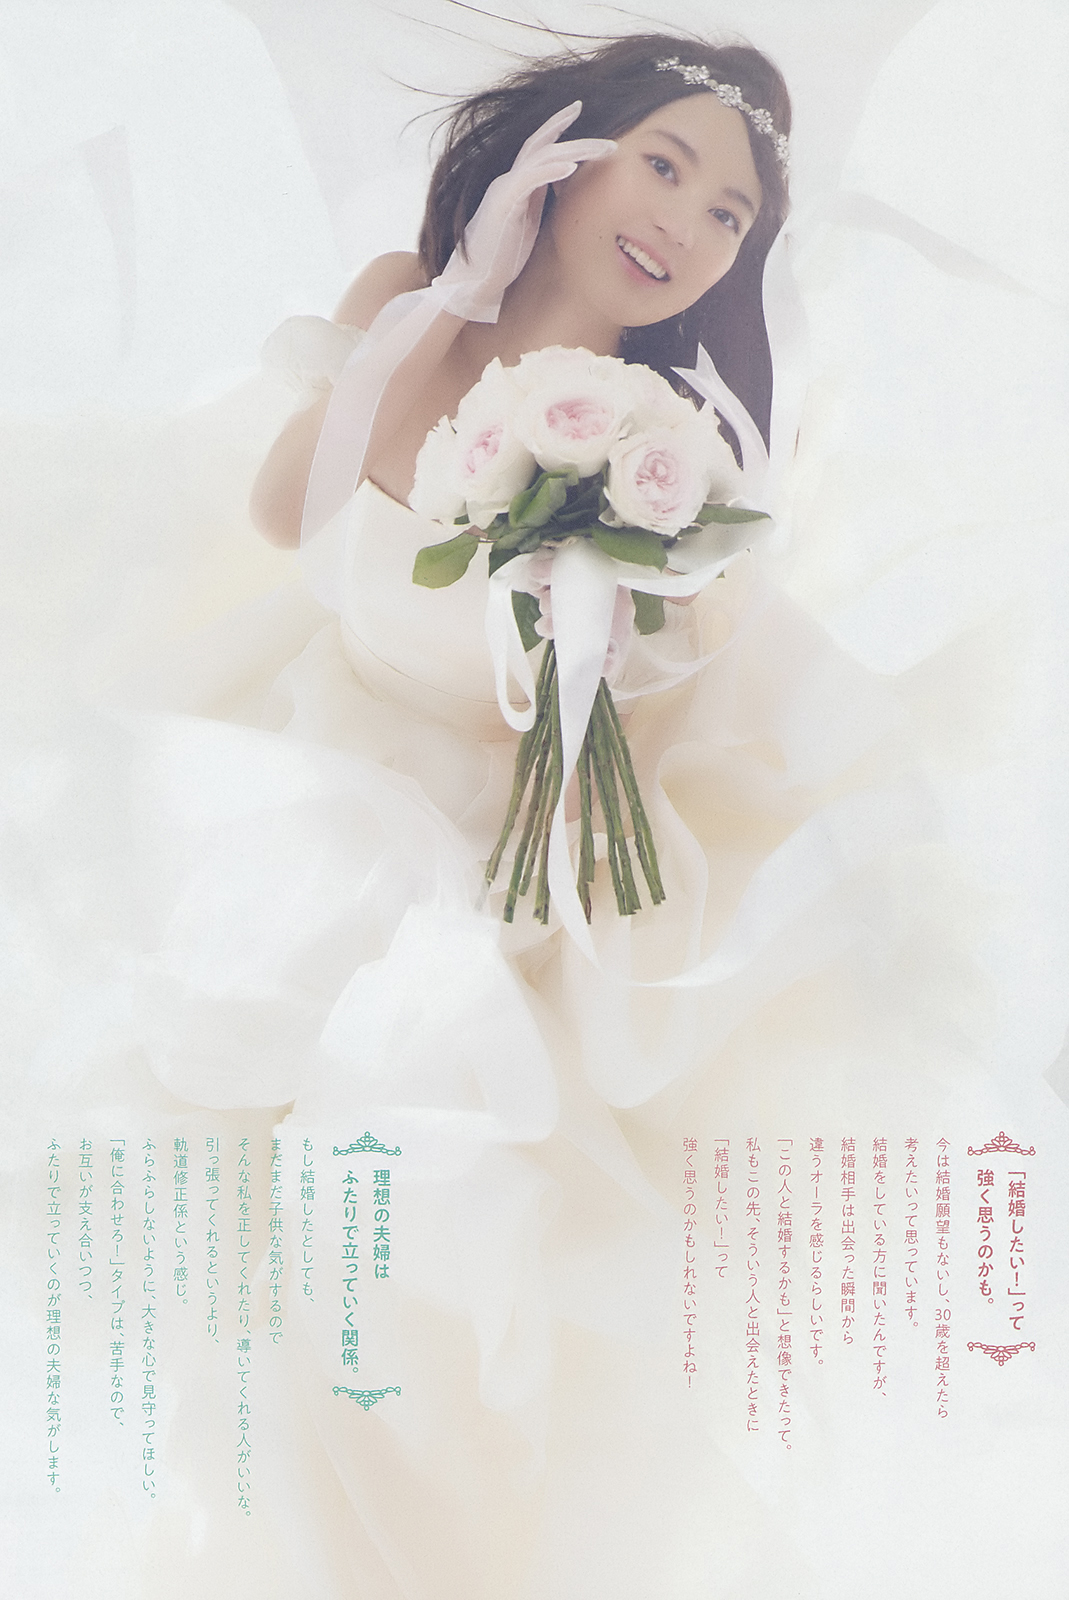 「結婚したい！」って
強く思うのかも。
今は結婚願望もないし、30歳を超えたら
考えたいって思っています。
結婚をしている方に聞いたんですが、
結婚相手は出会った瞬間から
違うオーラを感じるらしいです。
「この人と結婚するかも」と想像できたって。
私もこの先、そういう人と出会えたときに
「結婚したい！」って
強く思うのかもしれないですよね！
理想の夫婦は
ふたりで立っていく関係。
もし結婚したとしても、
まだまだ子供な気がするので
そんな私を正してくれたり、導いてくれる人がいいな。
引っ張ってくれるというより、
軌道修正係という感じ。
ふらふらしないように、大きな心で見守ってほしい。
「俺に合わせろ！」タイプは、苦手なので、
お互いが支え合いつつ、
ふたりで立っていくのが理想の夫婦な気がします。